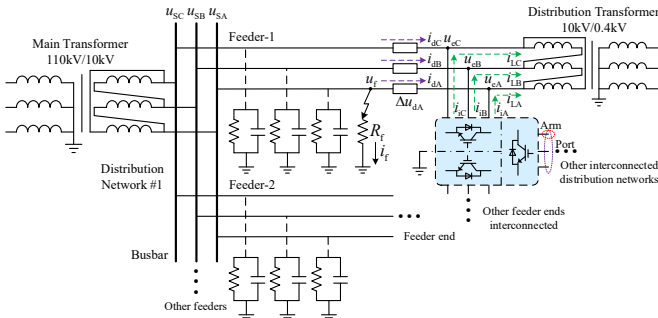 u_SC u_SB u_SA
Main Transformer
110kV/10kV
Feeder-1
i_dC u_eC
i_dB u_eB
i_dA u_eA
u_f
Δu_dA
R_f
i_f
i_LC
i_LB
i_LA
i_iC i_iB i_iA
Distribution Transformer
10kV/0.4kV
Arm
Port
Other interconnected
distribution networks
Distribution
Network #1
Feeder-2
Other feeder ends
interconnected
Feeder end
Busbar
Other feeders